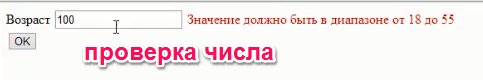 Возраст 100 Значение должно быть в диапазоне от 18 до 55
OK
проверка числа